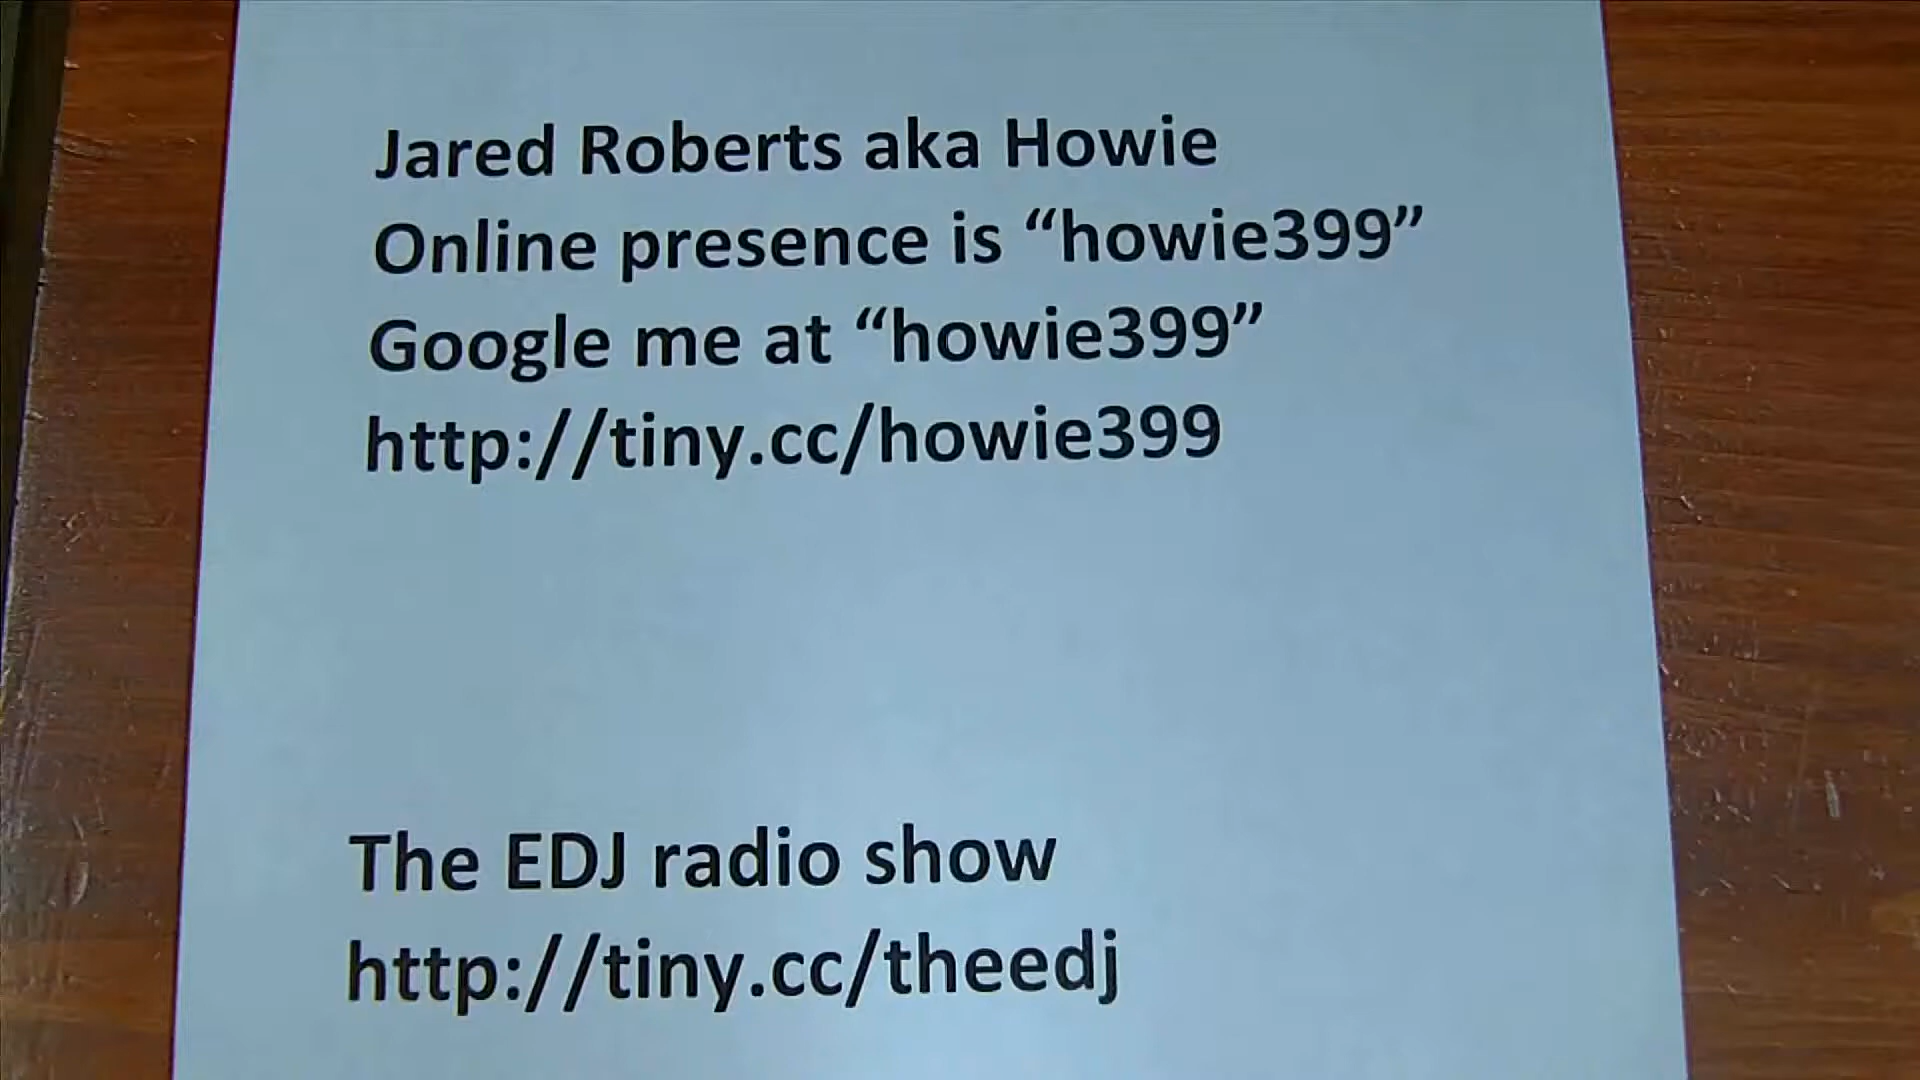 Jared Roberts aka Howie
Online presence is “howie399”
Google me at “howie399”
http://tiny.cc/howie399
The EDJ radio show
http://tiny.cc/theedj